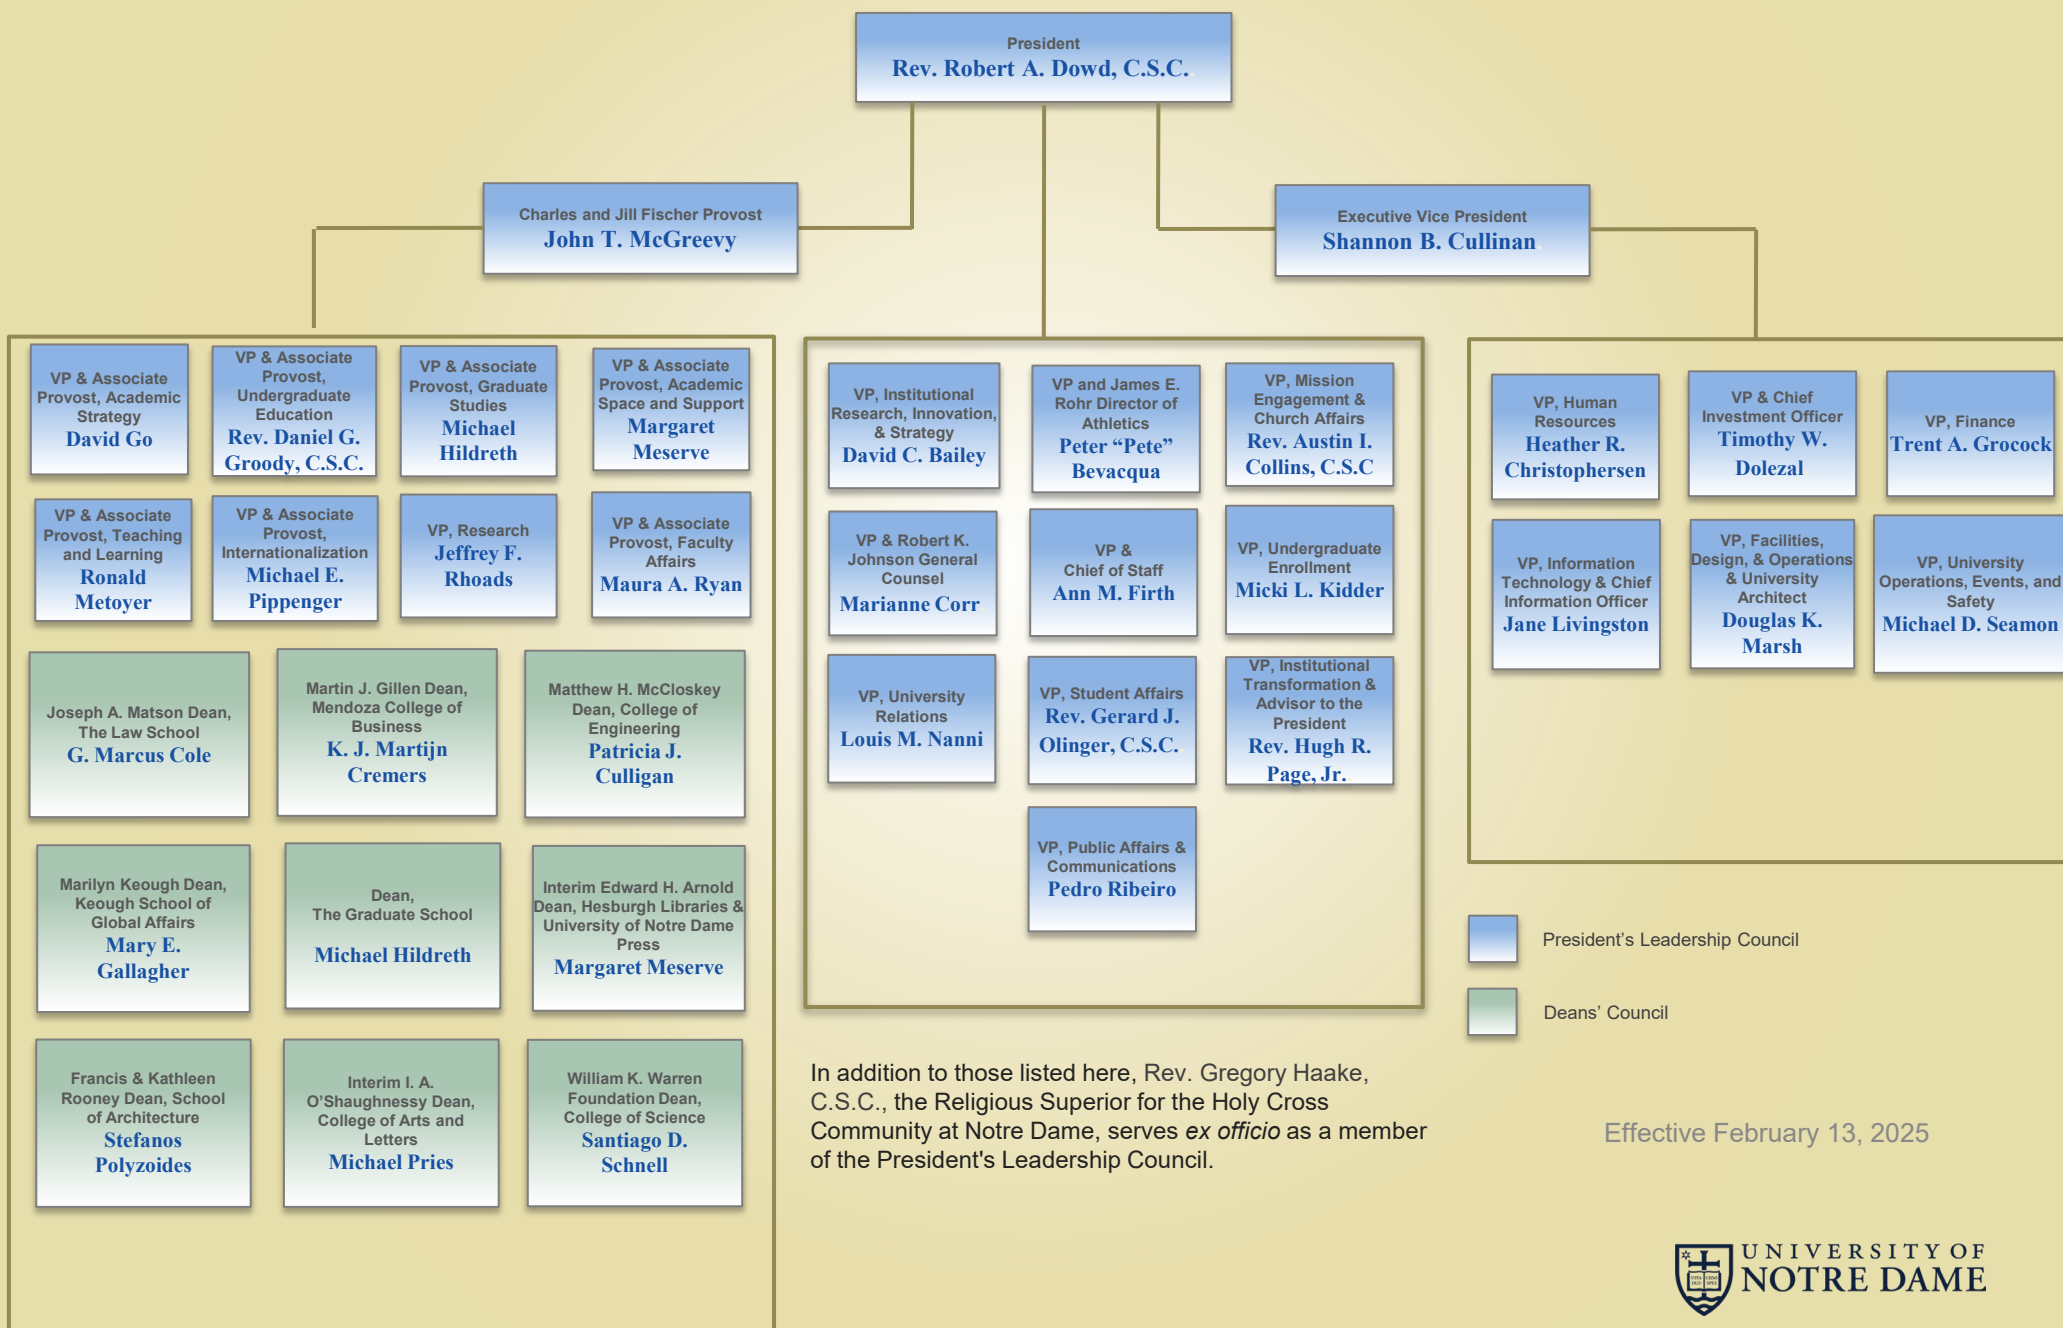 President
Rev. Robert A. Dowd, C.S.C.
Charles and Jill Fischer Provost
John T. McGreevy
Executive Vice President
Shannon B. Cullinan
VP & Associate
Provost, Academic
Strategy
David Go
VP & Associate
Provost,
Undergraduate
Education
Rev. Daniel G.
Groody, C.S.C.
VP & Associate
Provost, Graduate
Studies
Michael
Hildreth
VP & Associate
Provost, Academic
Space and Support
Margaret
Meserve
VP & Associate
Provost, Teaching
and Learning
Ronald
Metoyer
VP & Associate
Provost,
Internationalization
Michael E.
Pippenger
VP, Research
Jeffrey F.
Rhoads
VP & Associate
Provost, Faculty
Affairs
Maura A. Ryan
Joseph A. Matson Dean,
The Law School
G. Marcus Cole
Martin J. Gillen Dean,
Mendoza College of
Business
K. J. Martijn
Cremers
Matthew H. McCloskey
Dean, College of
Engineering
Patricia J.
Culligan
Marilyn Keough Dean,
Keough School of
Global Affairs
Mary E.
Gallagher
Dean,
The Graduate School
Michael Hildreth
Interim Edward H. Arnold
Dean, Hesburgh Libraries &
University of Notre Dame
Press
Margaret Meserve
Francis & Kathleen
Rooney Dean, School
of Architecture
Stefanos
Polyzoides
Interim I. A.
O'Shaughnessy Dean,
College of Arts and
Letters
Michael Pries
William K. Warren
Foundation Dean,
College of Science
Santiago D.
Schnell
VP, Institutional
Research, Innovation,
& Strategy
David C. Bailey
VP and James E.
Rohr Director of
Athletics
Peter “Pete”
Bevacqua
VP, Mission
Engagement &
Church Affairs
Rev. Austin I.
Collins, C.S.C
VP & Robert K.
Johnson General
Counsel
Marianne Corr
VP &
Chief of Staff
Ann M. Firth
VP, Undergraduate
Enrollment
Micki L. Kidder
VP, University
Relations
Louis M. Nanni
VP, Student Affairs
Rev. Gerard J.
Olinger, C.S.C.
VP, Institutional
Transformation &
Advisor to the
President
Rev. Hugh R.
Page, Jr.
VP, Public Affairs &
Communications
Pedro Ribeiro
VP, Human
Resources
Heather R.
Christophersen
VP & Chief
Investment Officer
Timothy W.
Dolezal
VP, Finance
Trent A. Grocock
VP, Information
Technology & Chief
Information Officer
Jane Livingston
VP, Facilities,
Design, & Operations
& University
Architect
Douglas K.
Marsh
VP, University
Operations, Events, and
Safety
Michael D. Seamon
President’s Leadership Council
Deans’ Council
In addition to those listed here, Rev. Gregory Haake,
C.S.C., the Religious Superior for the Holy Cross
Community at Notre Dame, serves ex officio as a member
of the President's Leadership Council.
Effective February 13, 2025
VITA CEDO
DUL SPES
UNIVERSITY OF
NOTRE DAME